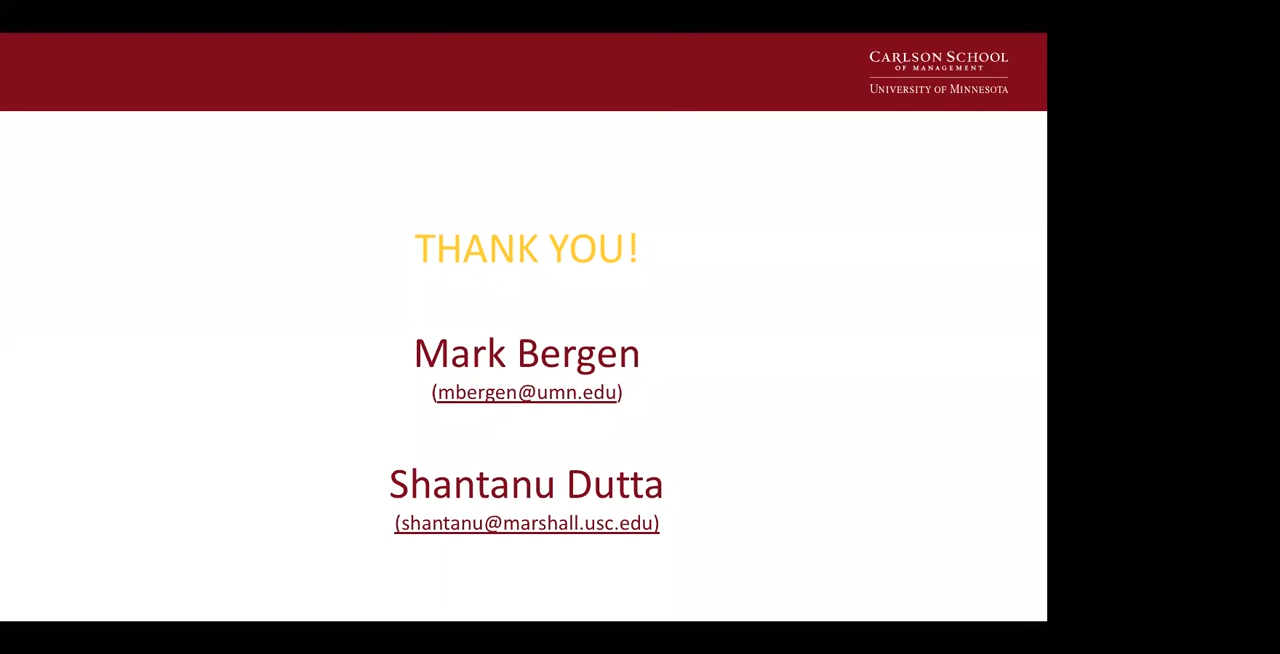 CARLSON SCHOOL
OF MANAGEMENT
UNIVERSITY OF MINNESOTA
THANK YOU!
Mark Bergen
(mbergen@umn.edu)
Shantanu Dutta
(shantanu@marshall.usc.edu)